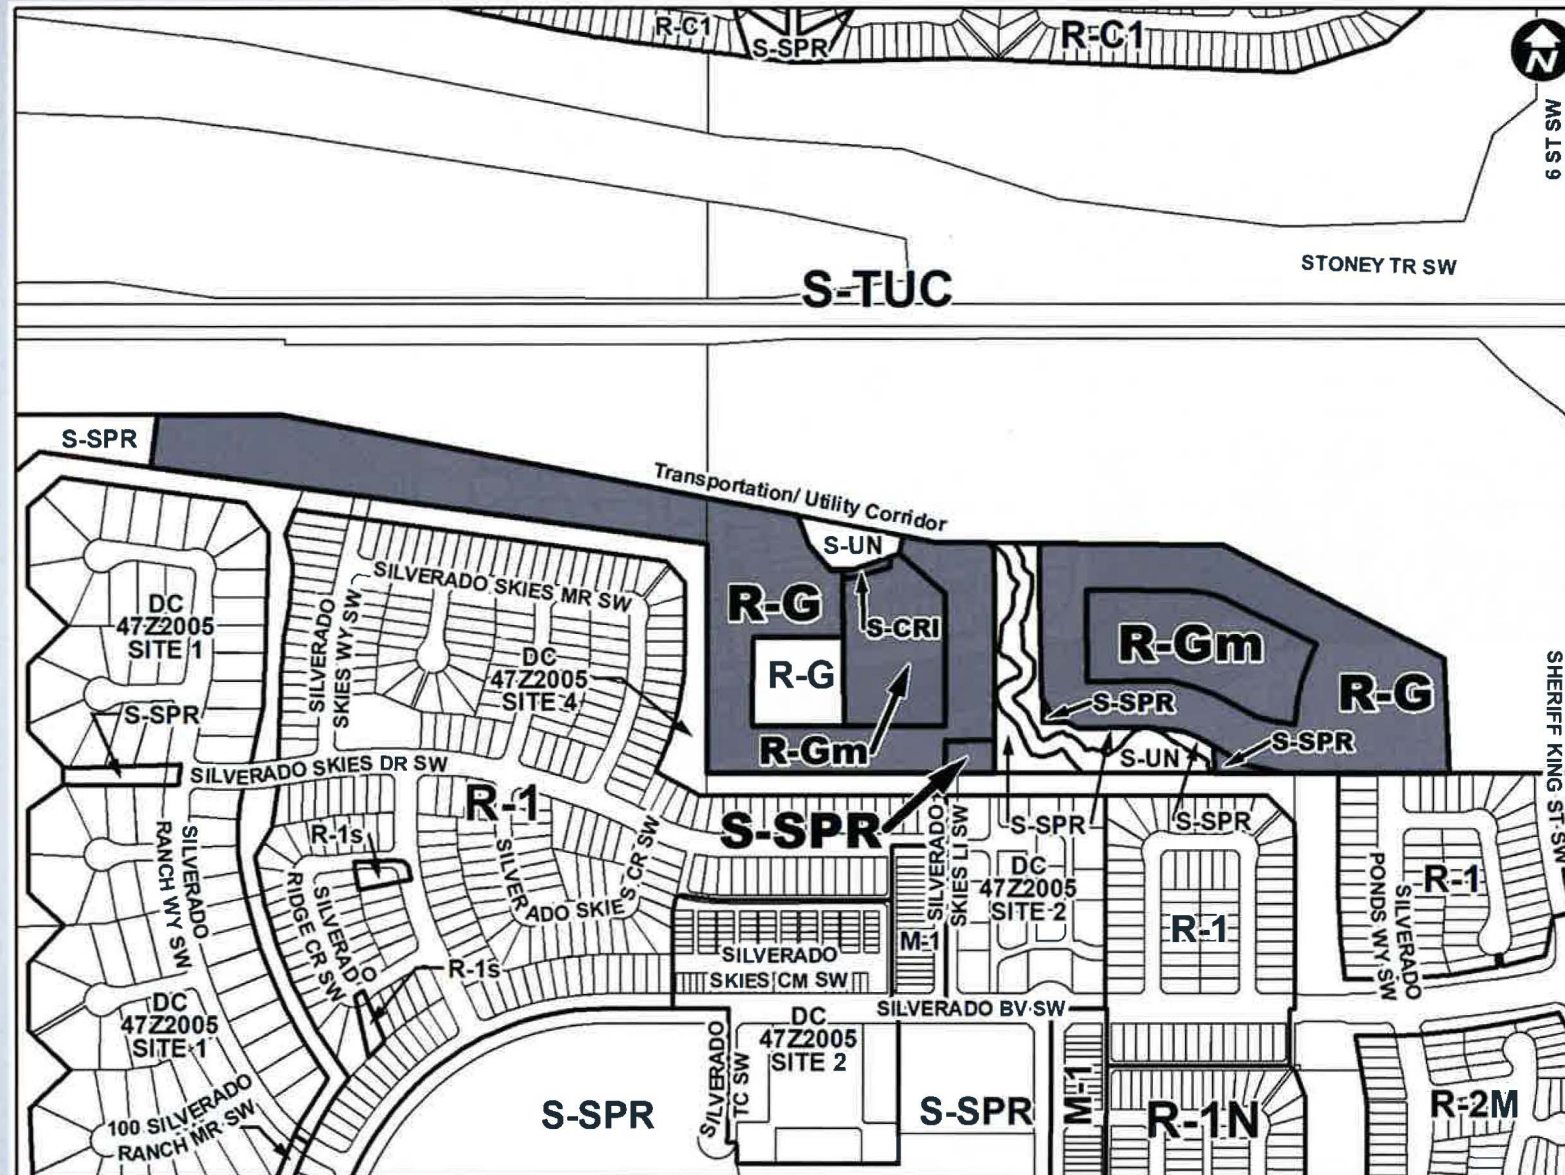 R-C1
S-SPR
R-C1
N
6 ST SW
STONEY TR SW
S-TUC
S-SPR
Transportation/ Utility Corridor
S-UN
SILVERADO SKIES MR SW
R-G
S-CRI
R-Gm
R-G
DC
47Z2005
SITE 1
SILVERADO
SKIES WY SW
DC
47Z2005
SITE 4
R-G
S-SPR
S-SPR
R-Gm
S-SPR
S-UN
SHERIFF KING ST SW
SILVERADO SKIES DR SW
R-1
S-SPR
S-SPR
S-SPR
R-1s
SILVERADO
RANCH WY SW
SILVERADO
RIDGE CR SW
SILVERADO SKIES CR SW
SILVERADO
SKIES LI SW
DC
47Z2005
SITE 2
R-1
R-1
SILVERADO
PONDS WY SW
M-1
SILVERADO
SKIES CM SW
R-1s
SILVERADO BV SW
DC
47Z2005
SITE 1
DC
47Z2005
SITE 2
SILVERADO
TC SW
S-SPR
S-SPR
M-1
R-1N
R-2M
100 SILVERADO
RANCH MR SW